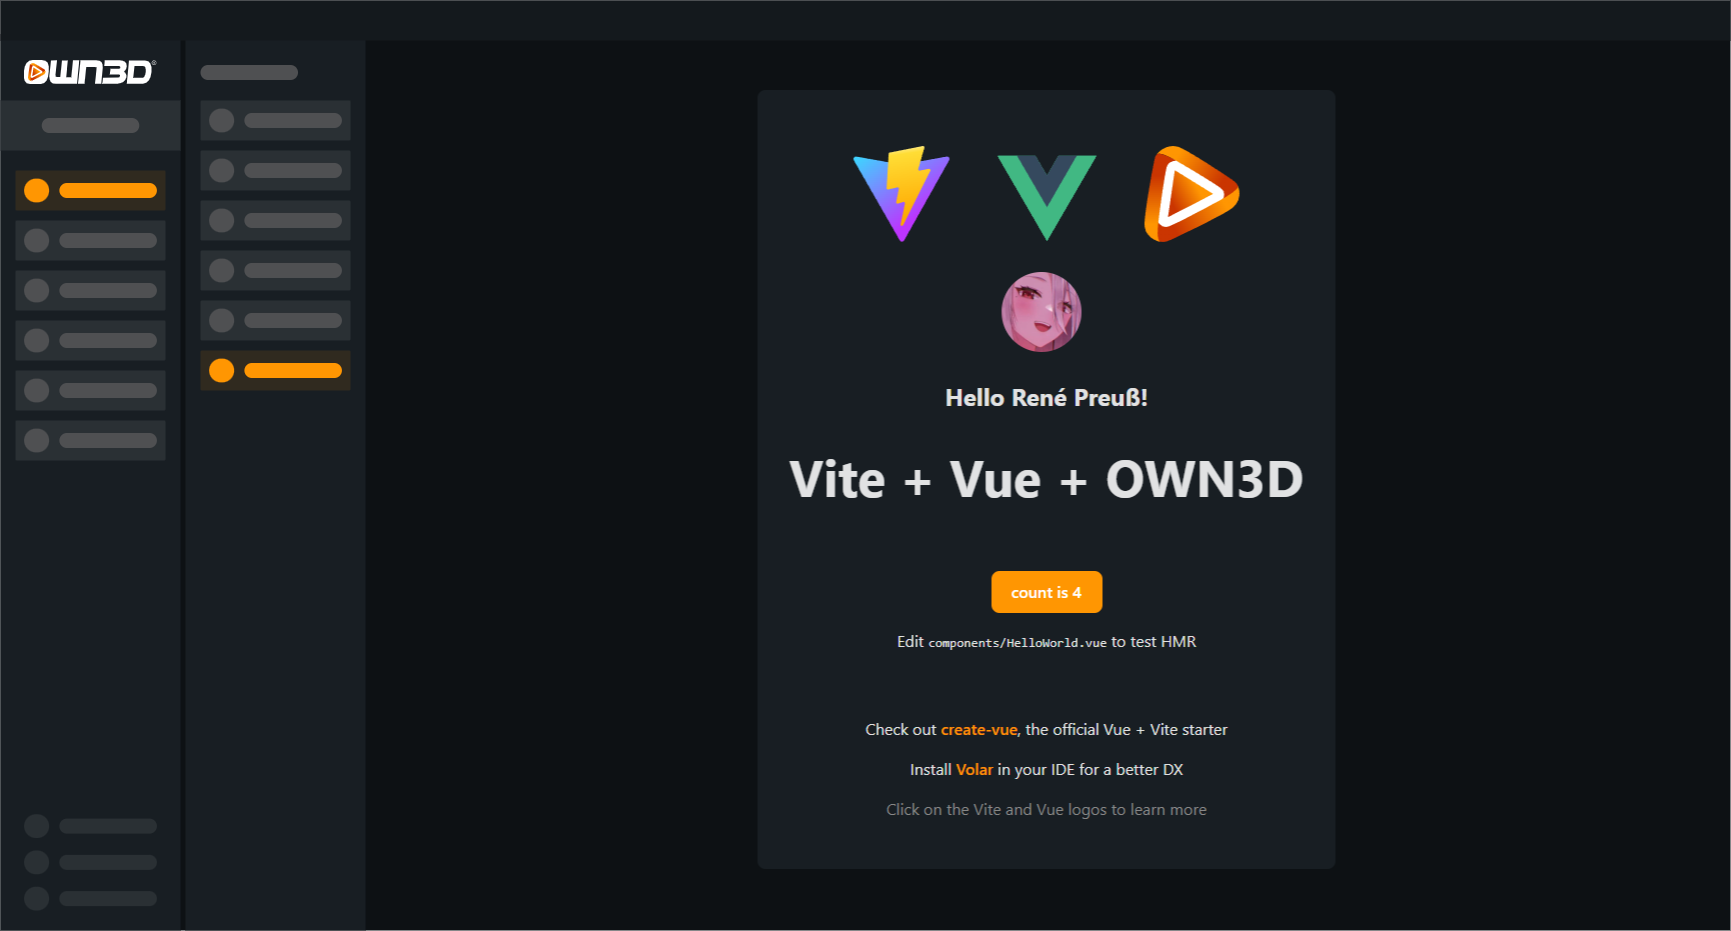 OWN3D®
Hello René Preuß!
Vite + Vue + OWN3D
count is 4
Edit components/HelloWorld.vue to test HMR
Check out create-vue, the official Vue + Vite starter
Install Volar in your IDE for a better DX
Click on the Vite and Vue logos to learn more